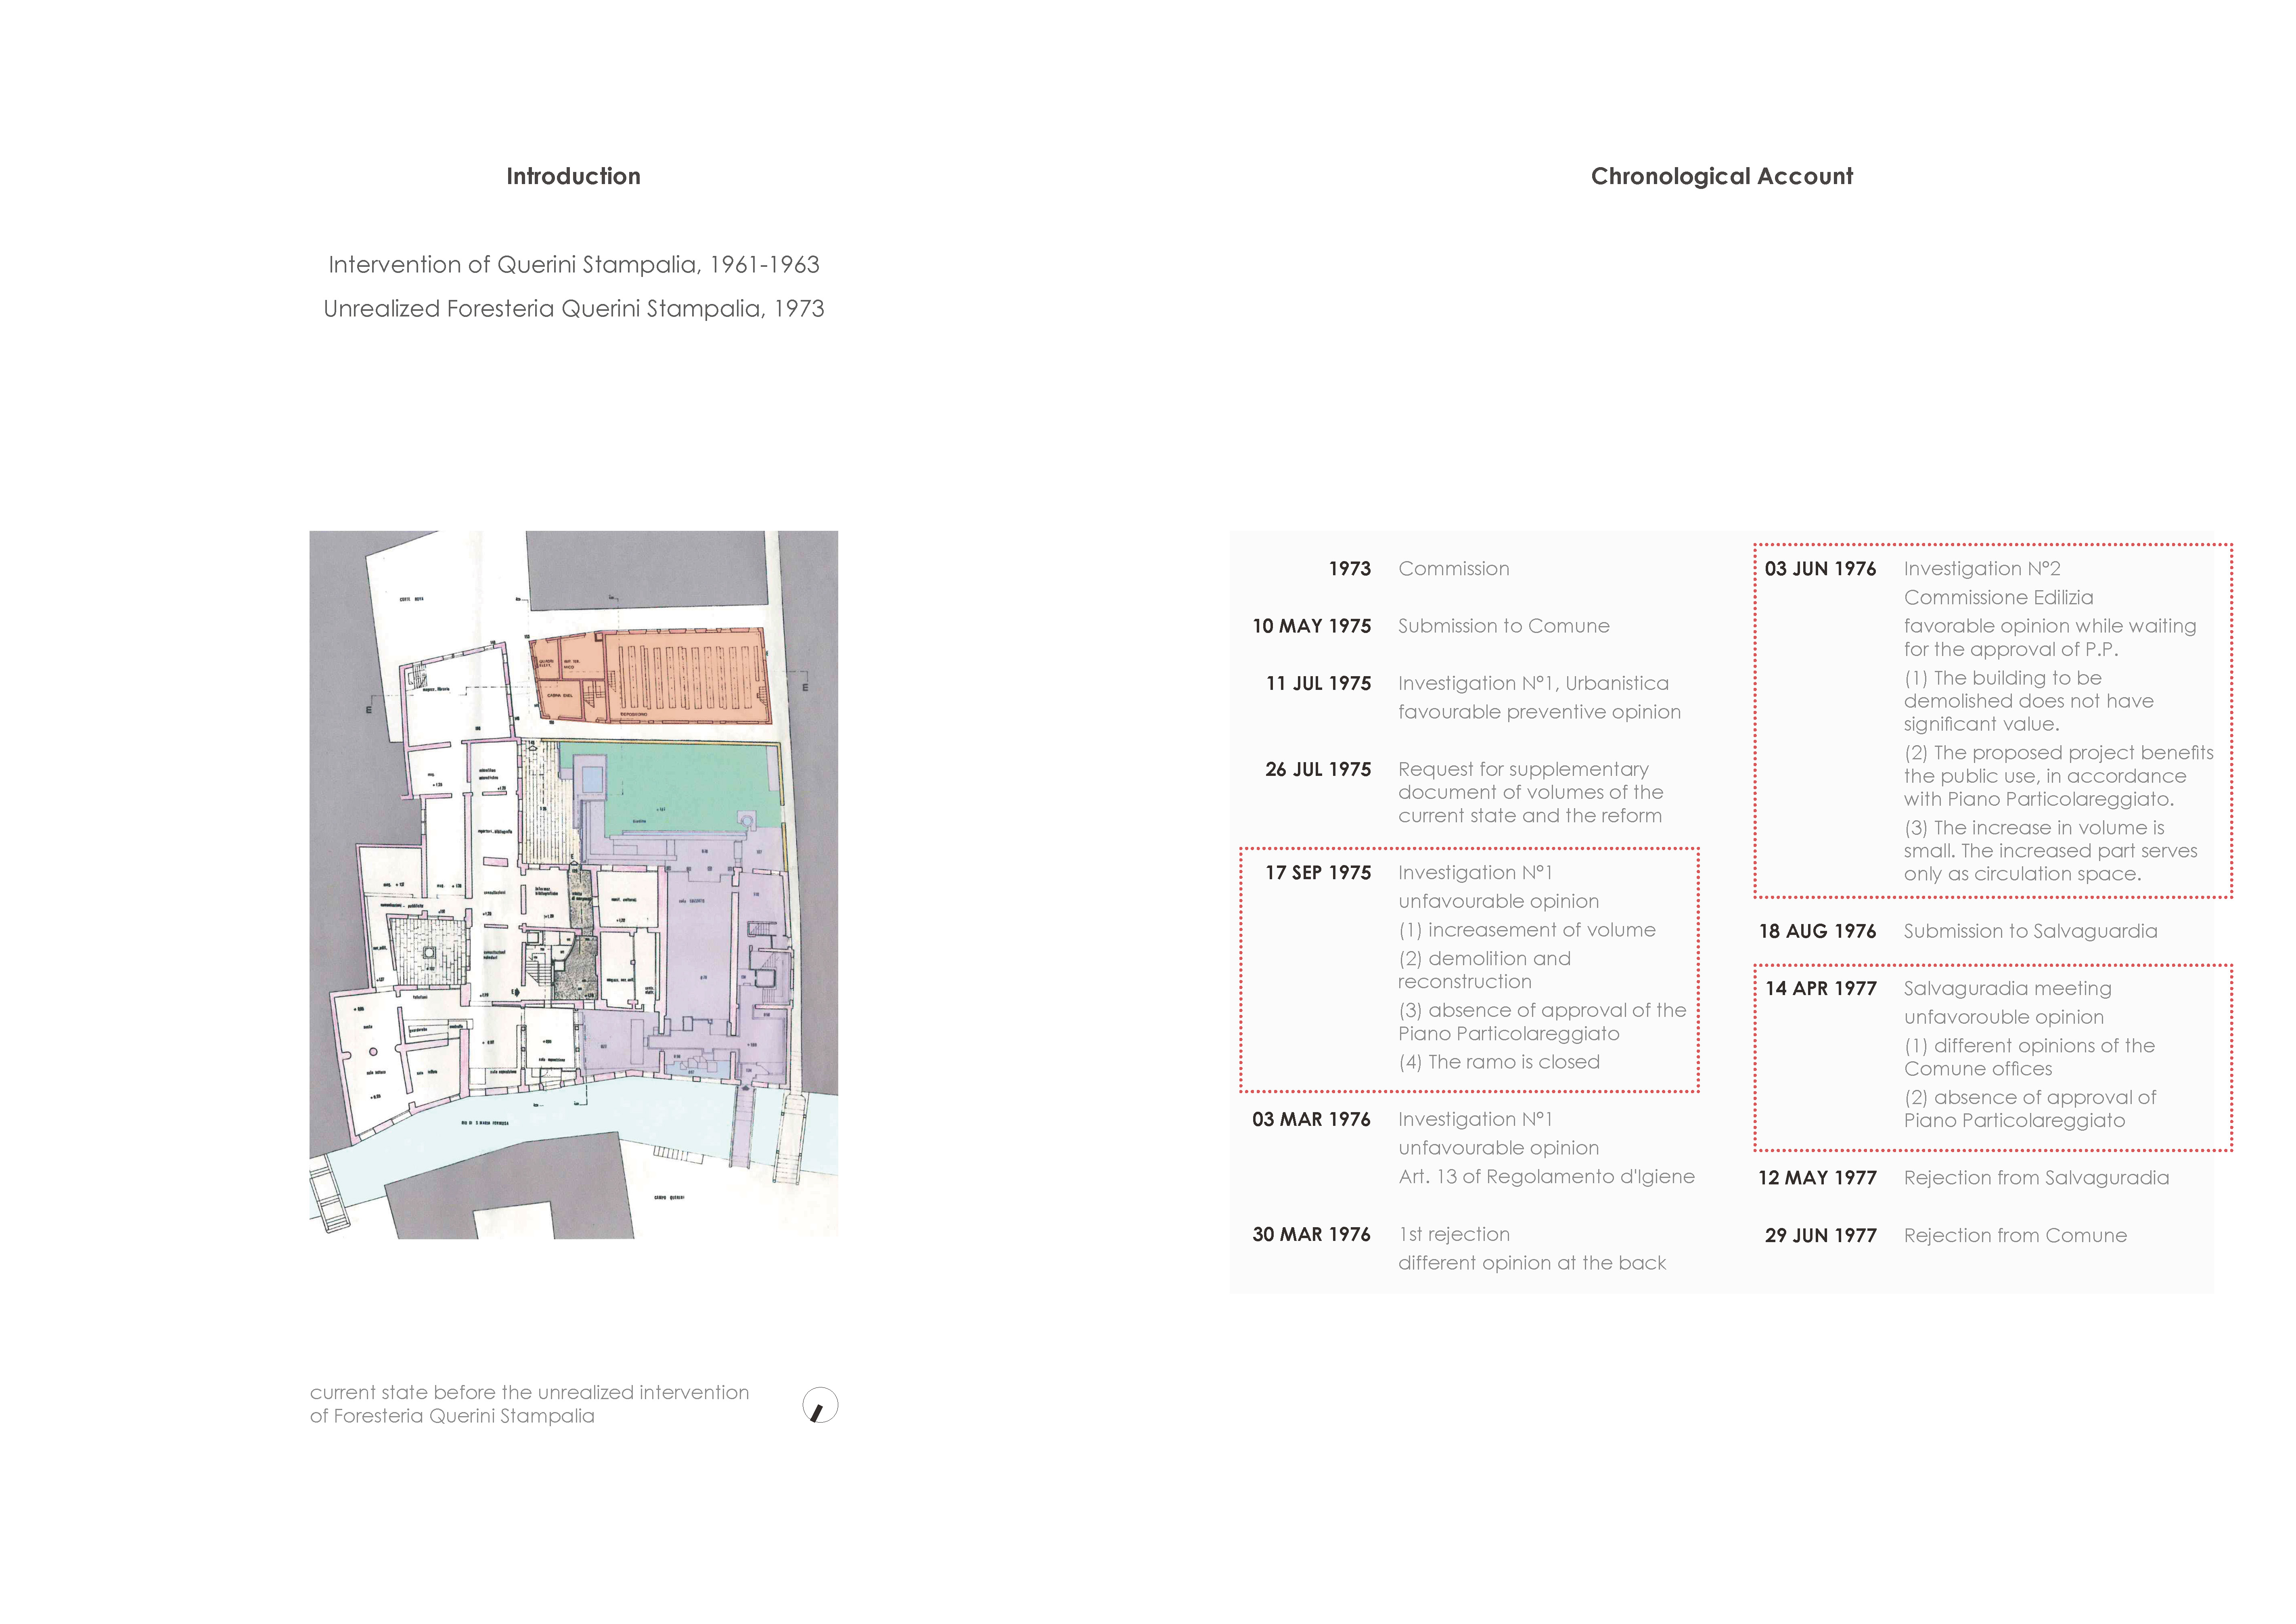 Introduction
Intervention of Querini Stampalia, 1961-1963
Unrealized Foresteria Querini Stampalia, 1973
CORTE NOVA
DEPOSITO
RIO DI S MARIA FORMOSA
CAMPO QUERINI
current state before the unrealized intervention
of Foresteria Querini Stampalia
Chronological Account
1973 Commission
10 MAY 1975 Submission to Comune
11 JUL 1975 Investigation N°1, Urbanistica
favourable preventive opinion
26 JUL 1975 Request for supplementary
document of volumes of the
current state and the reform
17 SEP 1975 Investigation N°1
unfavourable opinion
(1) increasement of volume
(2) demolition and
reconstruction
(3) absence of approval of the
Piano Particolareggiato
(4) The ramo is closed
03 MAR 1976 Investigation N°1
unfavourable opinion
Art. 13 of Regolamento d'Igiene
30 MAR 1976 1st rejection
different opinion at the back
03 JUN 1976 Investigation N°2
Commissione Edilizia
favorable opinion while waiting
for the approval of P.P.
(1) The building to be
demolished does not have
significant value.
(2) The proposed project benefits
the public use, in accordance
with Piano Particolareggiato.
(3) The increase in volume is
small. The increased part serves
only as circulation space.
18 AUG 1976 Submission to Salvaguardia
14 APR 1977 Salvaguradia meeting
unfavorouble opinion
(1) different opinions of the
Comune offices
(2) absence of approval of
Piano Particolareggiato
12 MAY 1977 Rejection from Salvaguradia
29 JUN 1977 Rejection from Comune